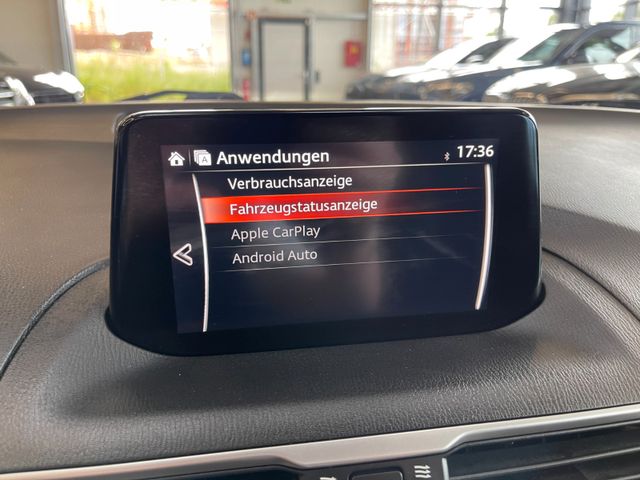 A Anwendungen 17:36
Verbrauchsanzeige
Fahrzeugstatusanzeige
Apple CarPlay
Android Auto